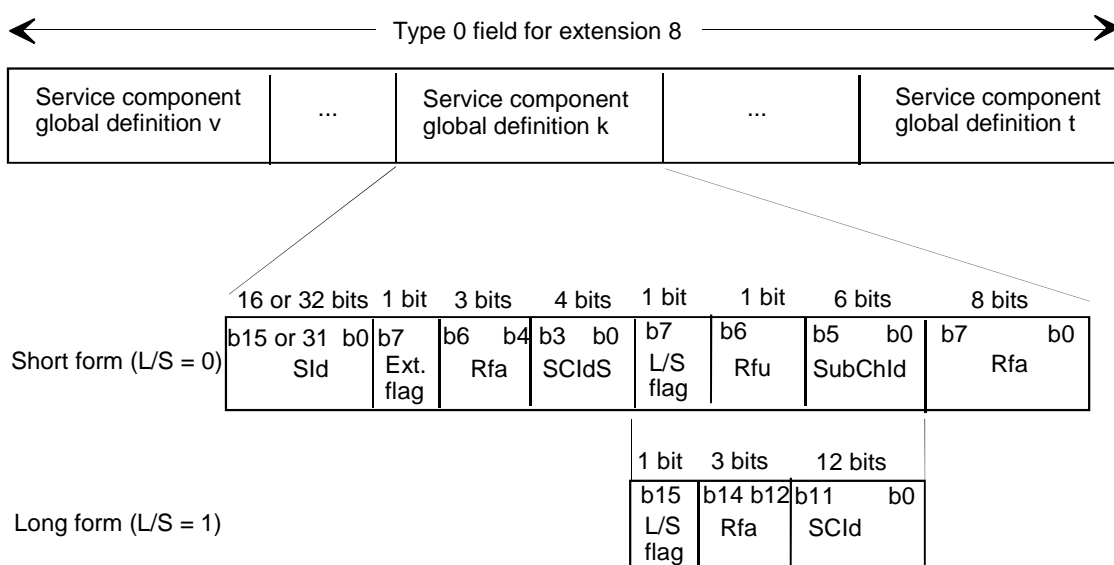 Type 0 field for extension 8
Service component
global definition v
...
Service component
global definition k
...
Service component
global definition t
16 or 32 bits 1 bit 3 bits 4 bits 1 bit 1 bit 6 bits 8 bits
Short form (L/S = 0)
b15 or 31 b0
SId
b7
Ext.
flag
b6 b4
Rfa
b3 b0
SCIdS
b7
L/S
flag
b6
Rfu
b5 b0
SubChId
b7 b0
Rfa
1 bit 3 bits 12 bits
Long form (L/S = 1)
b15
L/S
flag
b14 b12
Rfa
b11 b0
SCId